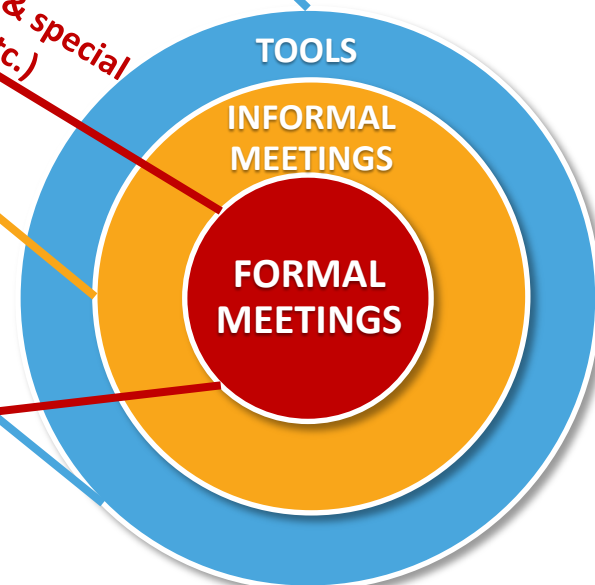 & special
tc.)
TOOLS
INFORMAL
MEETINGS
FORMAL
MEETINGS